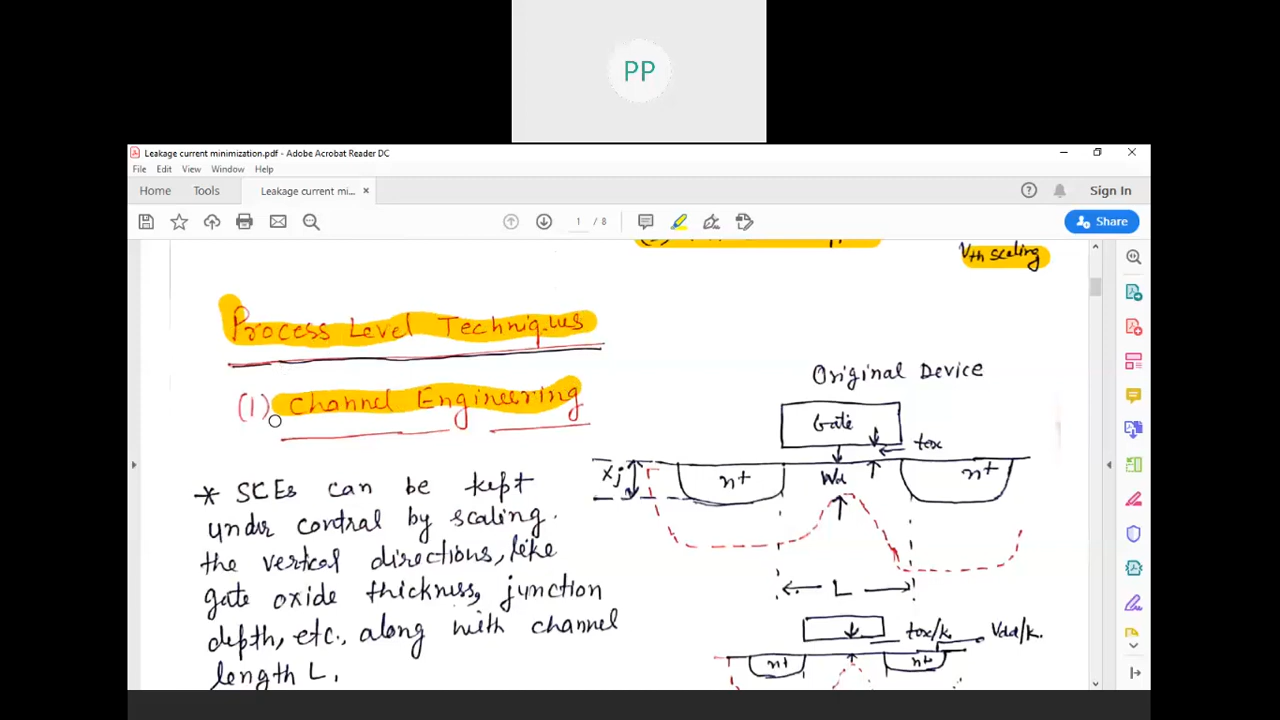 PP
Leakage current minimization.pdf - Adobe Acrobat Reader DC
File Edit View Window Help
Home Tools Leakage current mi... × Sign In
1 / 8 Share
Vth scaling
Process Level Techniques
(1) Channel Engineering
* SCEs can be kept
under control by scaling.
the vertical directions, like
gate oxide thickness, junction
depth, etc., along with channel
length L.
Original Device
Gate
tox
Xj
n+ Wd n+
L
tox/k. Vdd/k.
n+ n+